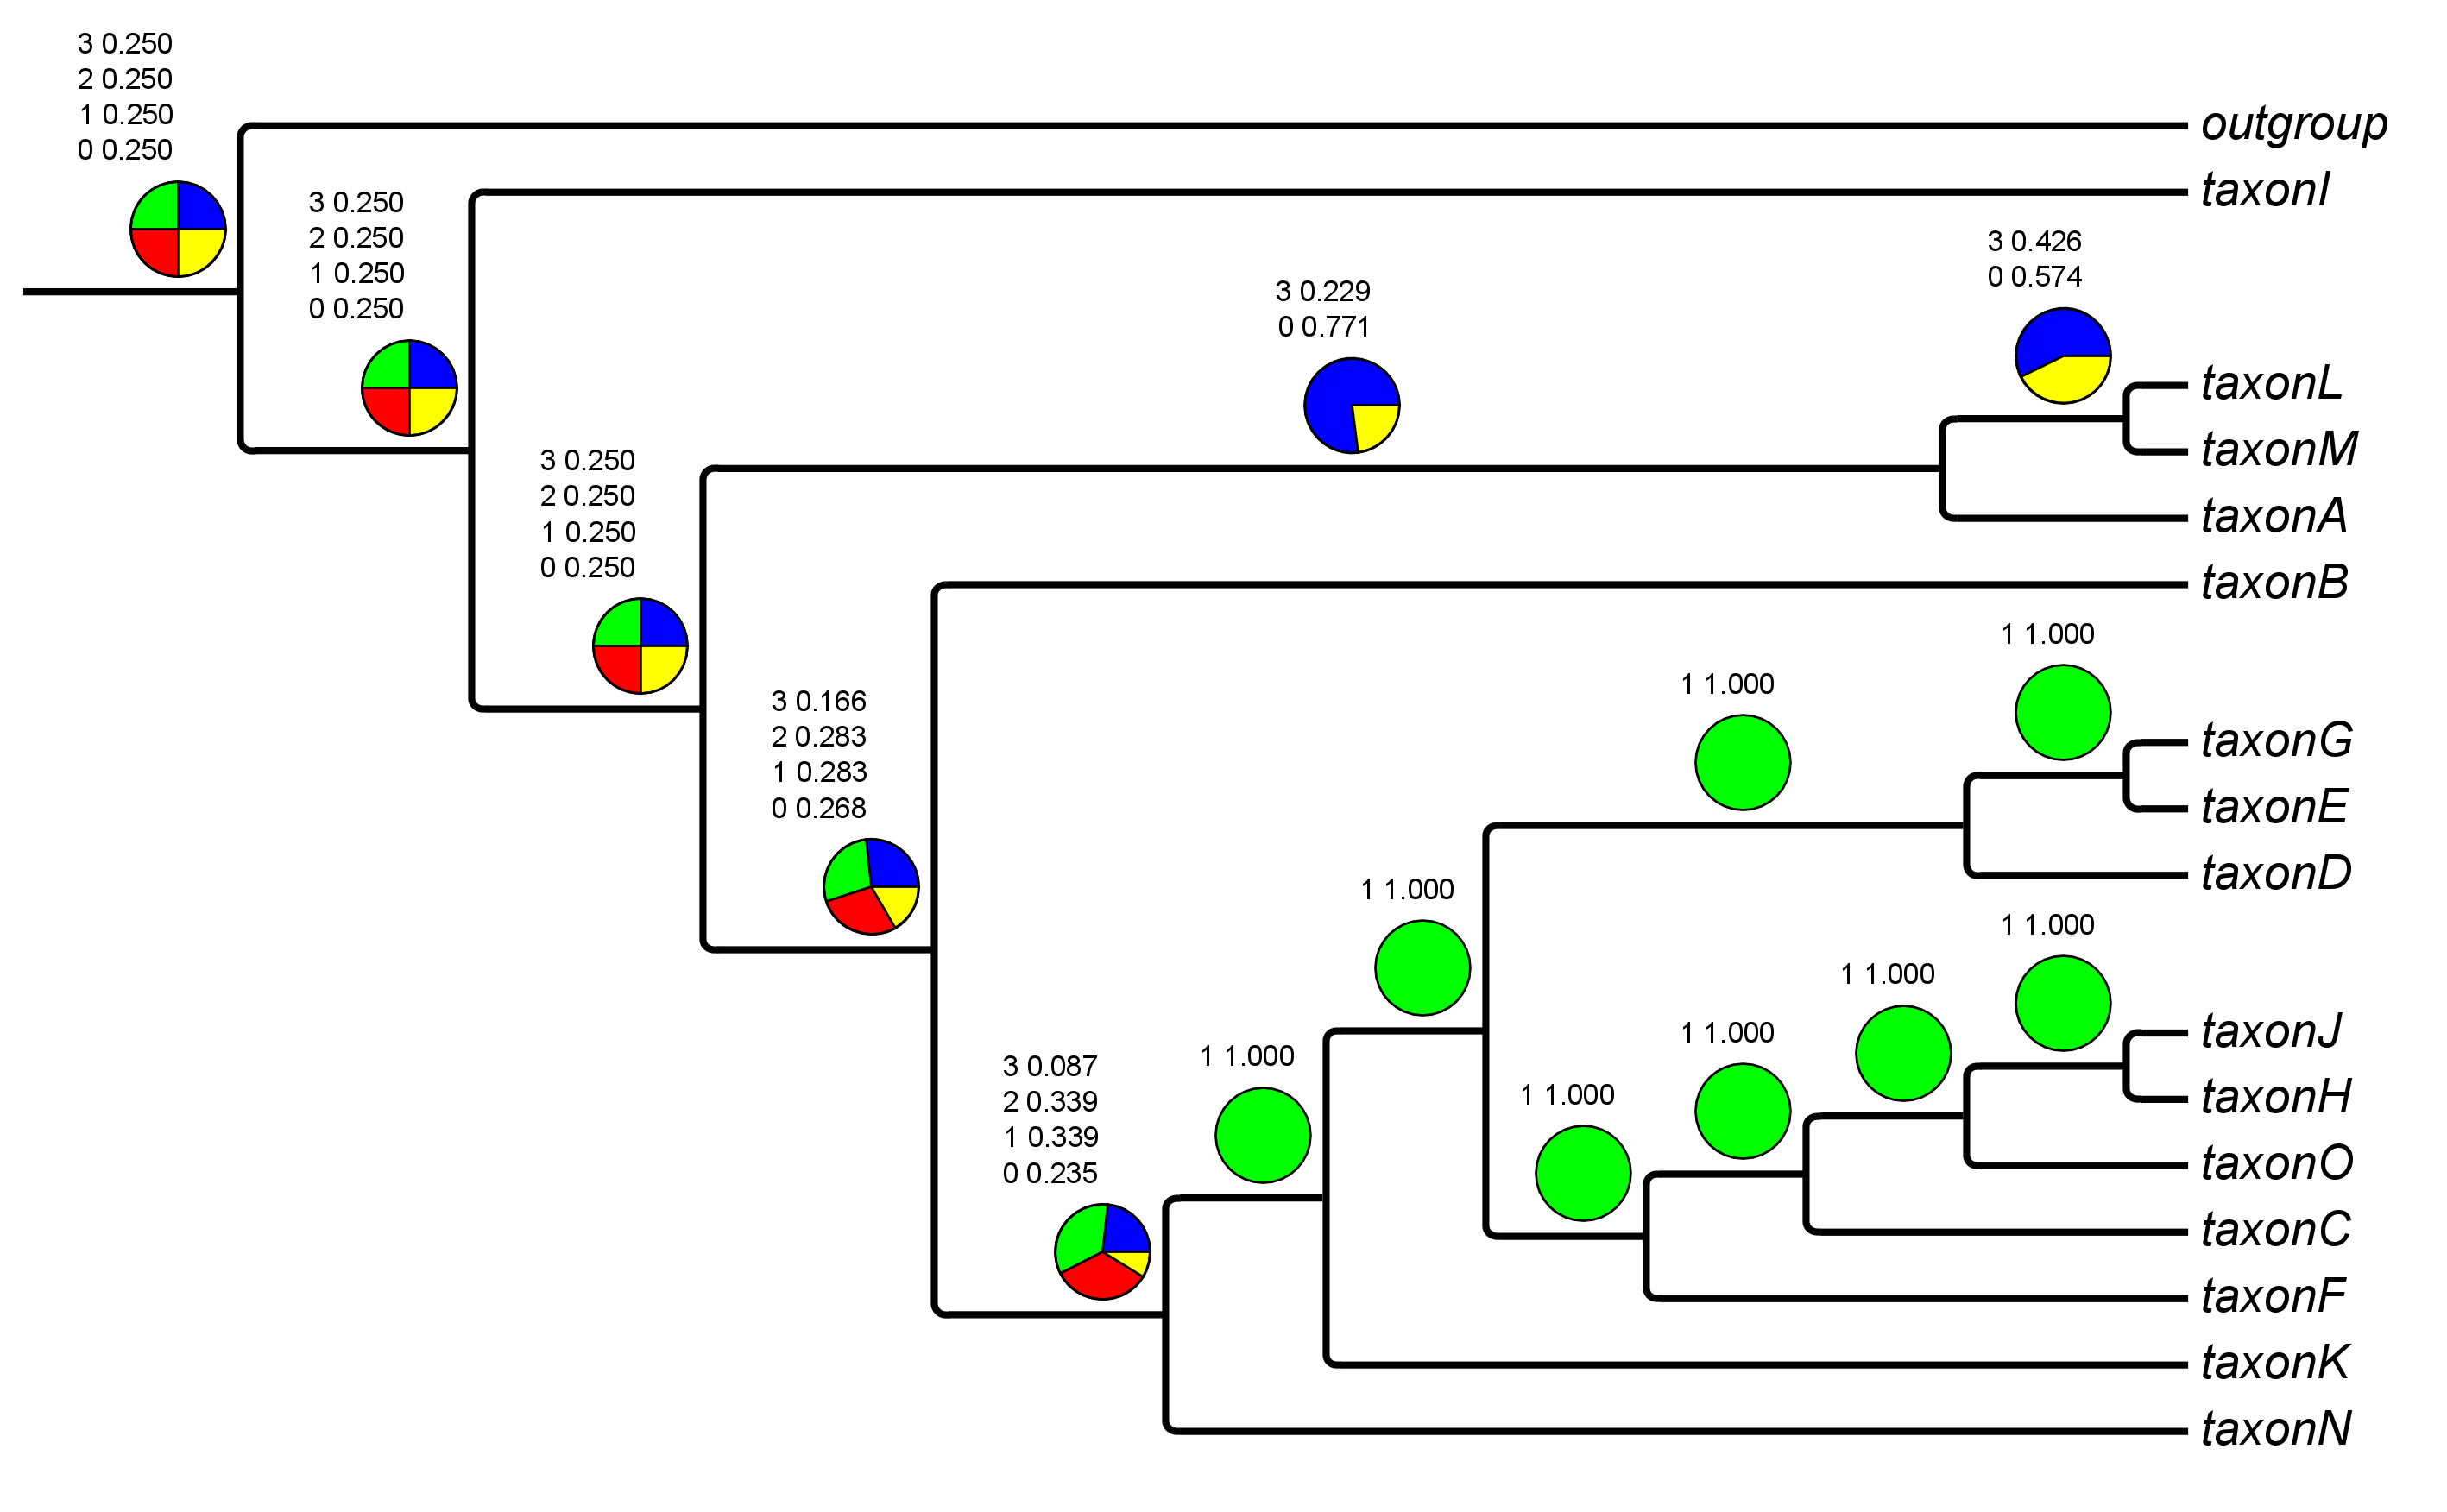 3 0.250
2 0.250
1 0.250
0 0.250
outgroup
taxonI
3 0.250
2 0.250
1 0.250
0 0.250
3 0.426
0 0.574
3 0.229
0 0.771
taxonL
taxonM
taxonA
3 0.250
2 0.250
1 0.250
0 0.250
taxonB
1 1.000
1 1.000
3 0.166
2 0.283
1 0.283
0 0.268
taxonG
taxonE
taxonD
1 1.000
1 1.000
1 1.000
taxonJ
1 1.000
3 0.087
2 0.339
1 0.339
0 0.235
1 1.000
1 1.000
taxonH
taxonO
taxonC
taxonF
taxonK
taxonN